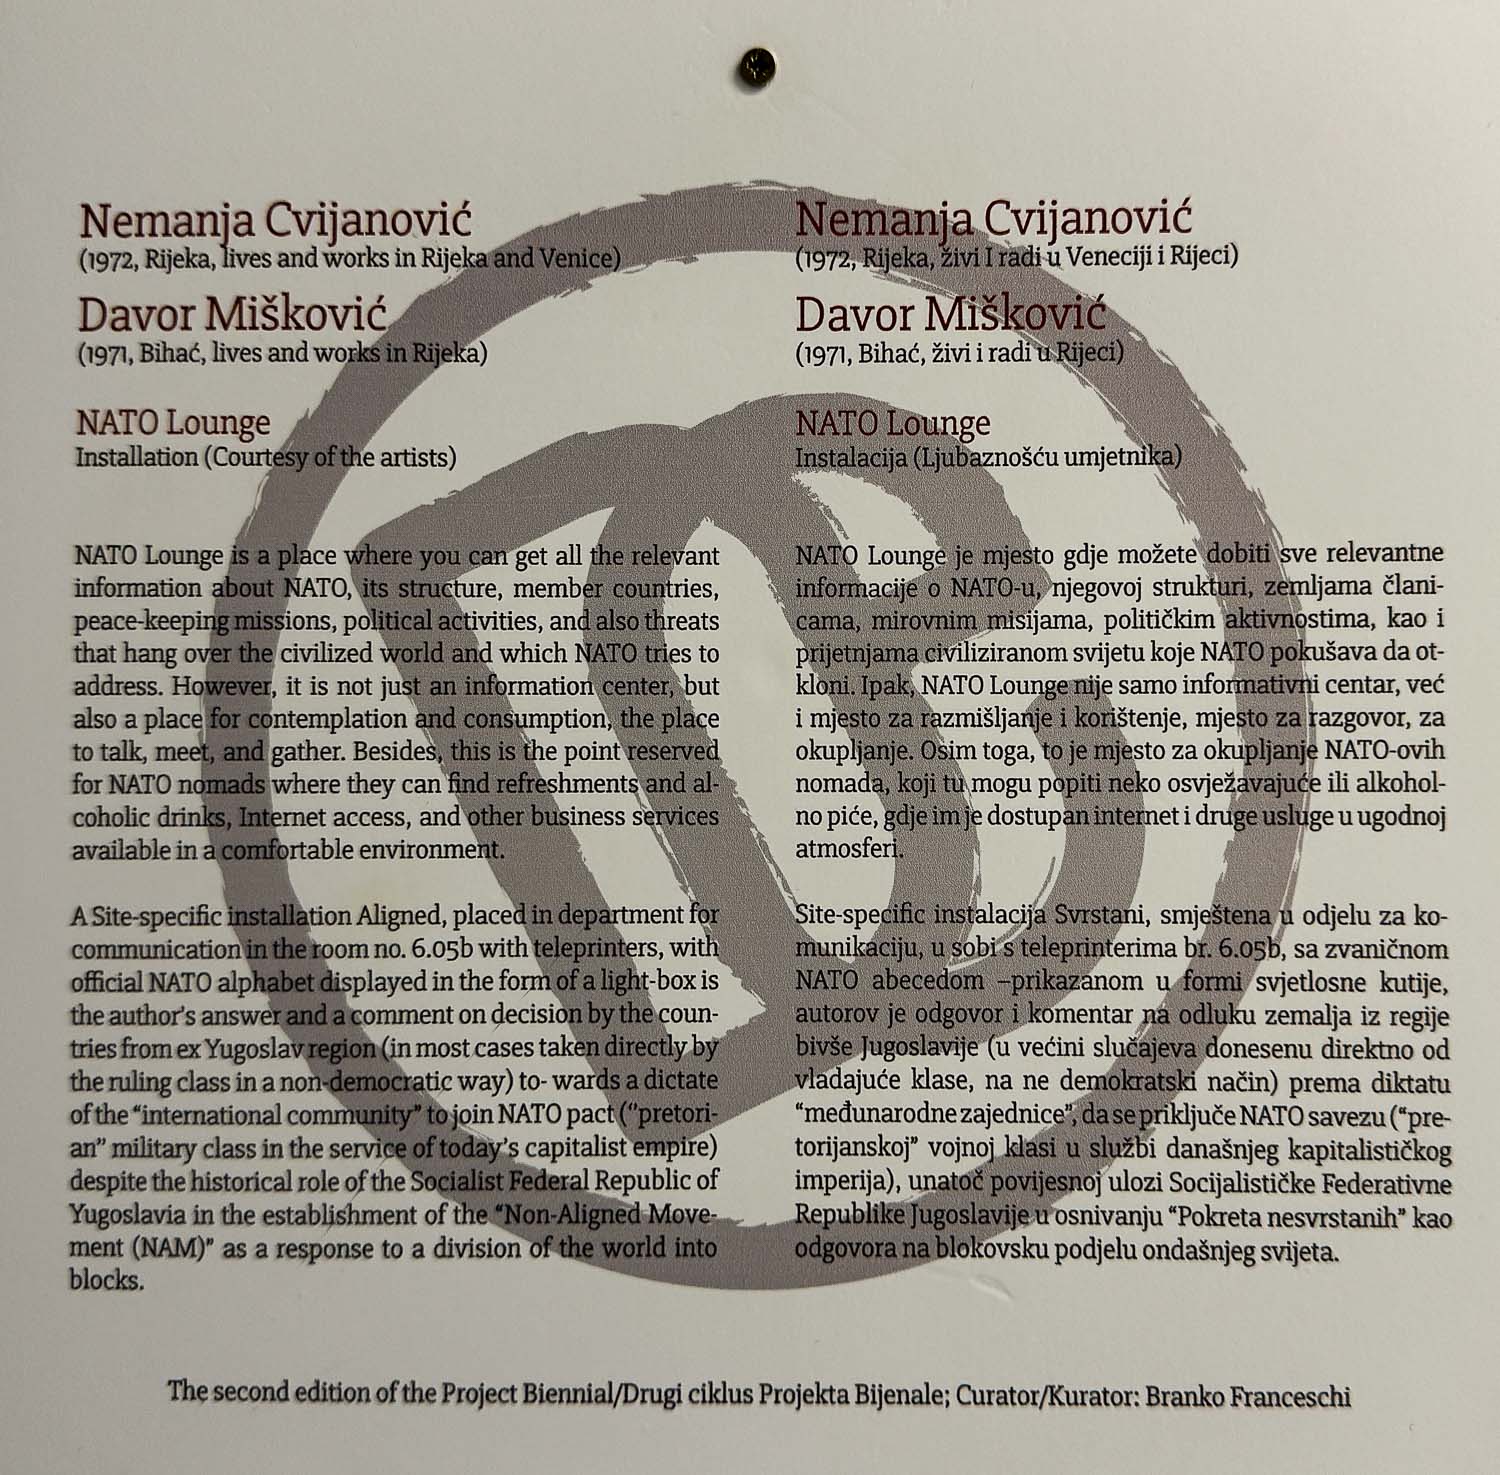 Nemanja Cvijanović
(1972, Rijeka, lives and works in Rijeka and Venice)
Davor Mišković
(1971, Bihać, lives and works in Rijeka)
NATO Lounge
Installation (Courtesy of the artists)
NATO Lounge is a place where you can get all the relevant
information about NATO, its structure, member countries,
peace-keeping missions, political activities, and also threats
that hang over the civilized world and which NATO tries to
address. However, it is not just an information center, but
also a place for contemplation and consumption, the place
to talk, meet, and gather. Besides, this is the point reserved
for NATO nomads where they can find refreshments and al-
coholic drinks, Internet access, and other business services
available in a comfortable environment.
A Site-specific installation Aligned, placed in department for
communication in the room no. 6.05b with teleprinters, with
official NATO alphabet displayed in the form of a light-box is
the author's answer and a comment on decision by the coun-
tries from ex Yugoslav region (in most cases taken directly by
the ruling class in a non-democratic way) to- wards a dictate
of the “international community” to join NATO pact (“pretori-
an” military class in the service of today's capitalist empire)
despite the historical role of the Socialist Federal Republic of
Yugoslavia in the establishment of the “Non-Aligned Move-
ment (NAM)” as a response to a division of the world into
blocks.
Nemanja Cvijanović
(1972, Rijeka, živi I radi u Veneciji i Rijeci)
Davor Mišković
(1971, Bihać, živi i radi u Rijeci)
NATO Lounge
Instalacija (Ljubaznošću umjetnika)
NATO Lounge je mjesto gdje možete dobiti sve relevantne
informacije o NATO-u, njegovoj strukturi, zemljama člani-
cama, mirovnim misijama, političkim aktivnostima, kao i
prijetnjama civiliziranom svijetu koje NATO pokušava da ot-
kloni. Ipak, NATO Lounge nije samo informativni centar, već
i mjesto za razmišljanje i korištenje, mjesto za razgovor, za
okupljanje. Osim toga, to je mjesto za okupljanje NATO-ovih
nomada, koji tu mogu popiti neko osvježavajuće ili alkohol-
no piće, gdje im je dostupan internet i druge usluge u ugodnoj
atmosferi.
Site-specific instalacija Svrstani, smještena u odjelu za ko-
munikaciju, u sobi s teleprinterima br. 6.05b, sa zvaničnom
NATO abecedom –prikazanom u formi svjetlosne kutije,
autorov je odgovor i komentar na odluku zemalja iz regije
bivše Jugoslavije (u većini slučajeva donesenu direktno od
vladajuće klase, na ne demokratski način) prema diktatu
“međunarodne zajednice”, da se priključe NATO savezu (“pre-
torijanskoj” vojnoj klasi u službi današnjeg kapitalističkog
imperija), unatoč povijesnoj ulozi Socijalističke Federativne
Republike Jugoslavije u osnivanju “Pokreta nesvrstanih” kao
odgovora na blokovsku podjelu ondašnjeg svijeta.
The second edition of the Project Biennial/Drugi ciklus Projekta Bijenale; Curator/Kurator: Branko Franceschi